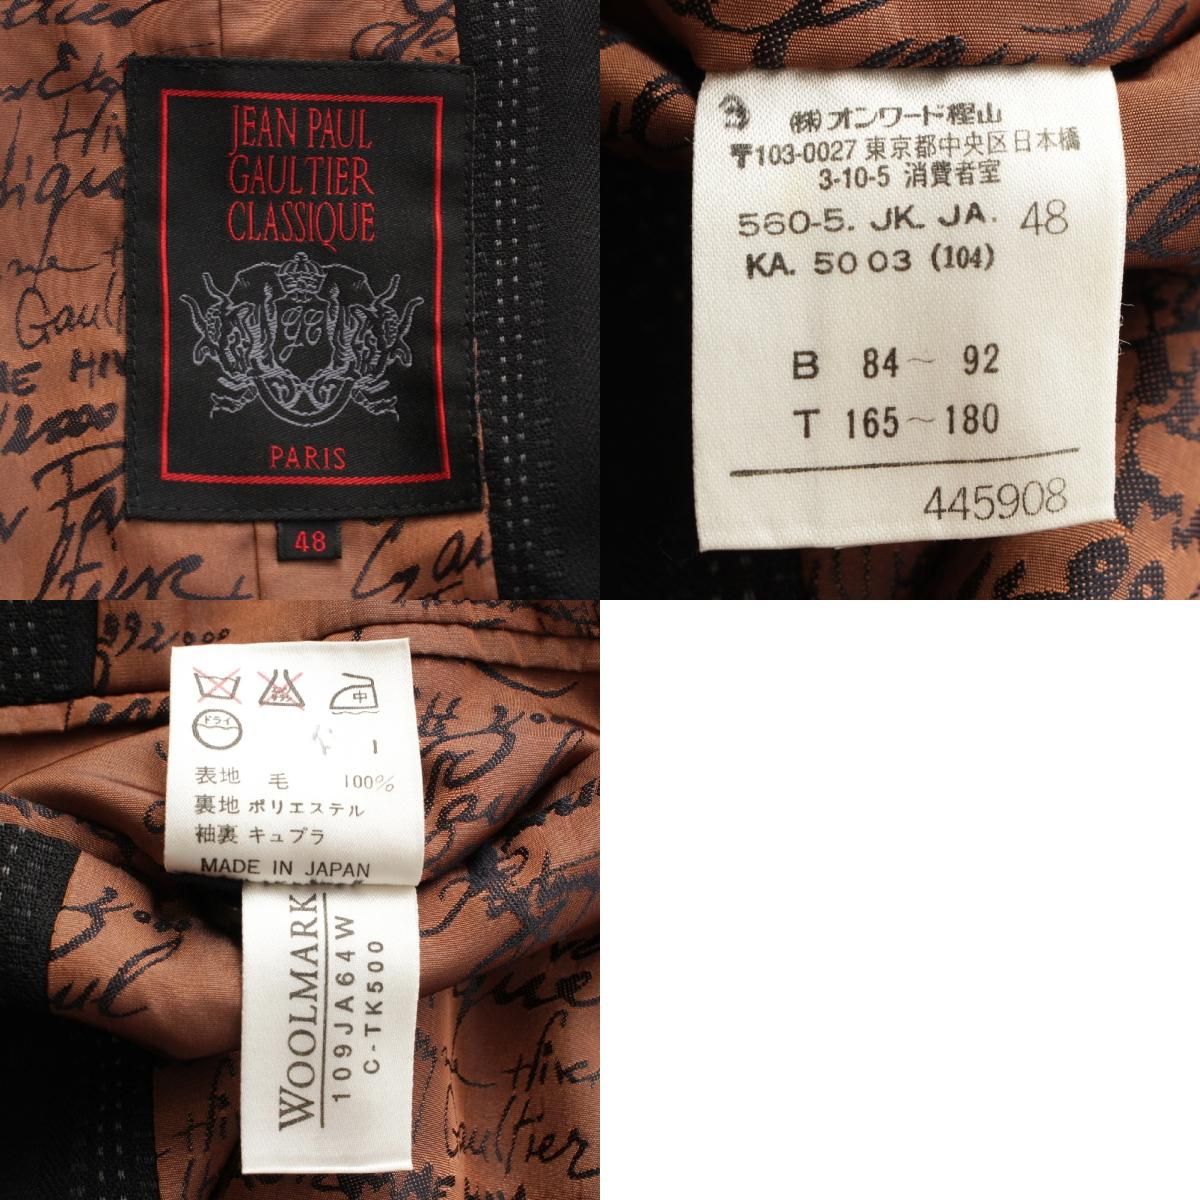 JEAN PAUL
GAULTIER
CLASSIQUE
PARIS
48
3 ㈱オンワード樫山
〒103-0027 東京都中央区日本橋
3-10-5 消費者室
560-5. JK. JA. 48
KA. 5003 (104)
B 84～ 92
T 165～180
445908
中
ドライ
1
表地 毛 100%
裏地 ポリエステル
袖裏 キュプラ
MADE IN JAPAN
WOOLMARK
109JA64W
C-TK500
Gaultier